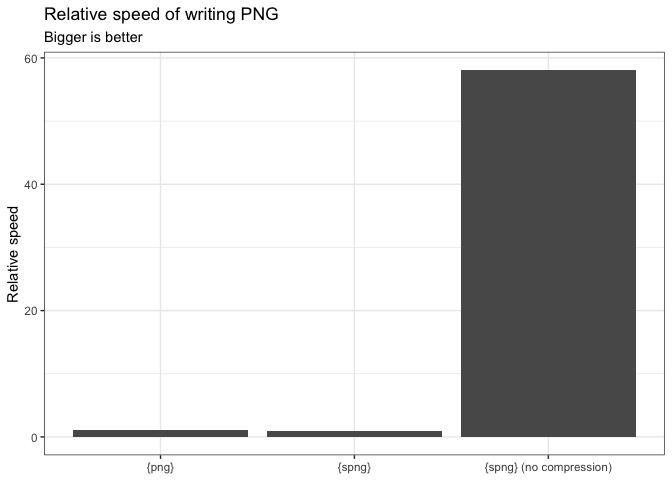 Relative speed of writing PNG
Bigger is better
60
40
20
0
Relative speed
{png}
{spng}
{spng} (no compression)